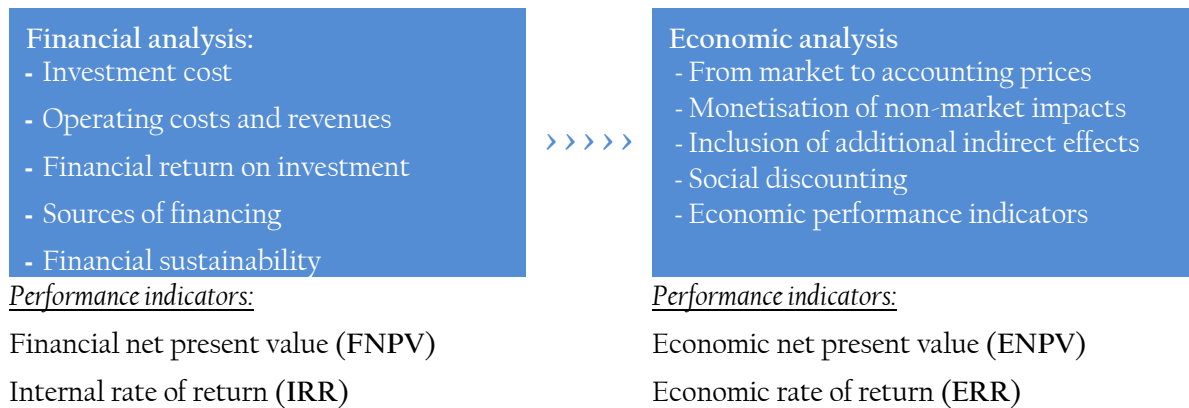 Financial analysis:
- Investment cost
- Operating costs and revenues
- Financial return on investment
- Sources of financing
- Financial sustainability
Performance indicators:
Financial net present value (FNPV)
Internal rate of return (IRR)
› › › › ›
Economic analysis
- From market to accounting prices
- Monetisation of non-market impacts
- Inclusion of additional indirect effects
- Social discounting
- Economic performance indicators
Performance indicators:
Economic net present value (ENPV)
Economic rate of return (ERR)